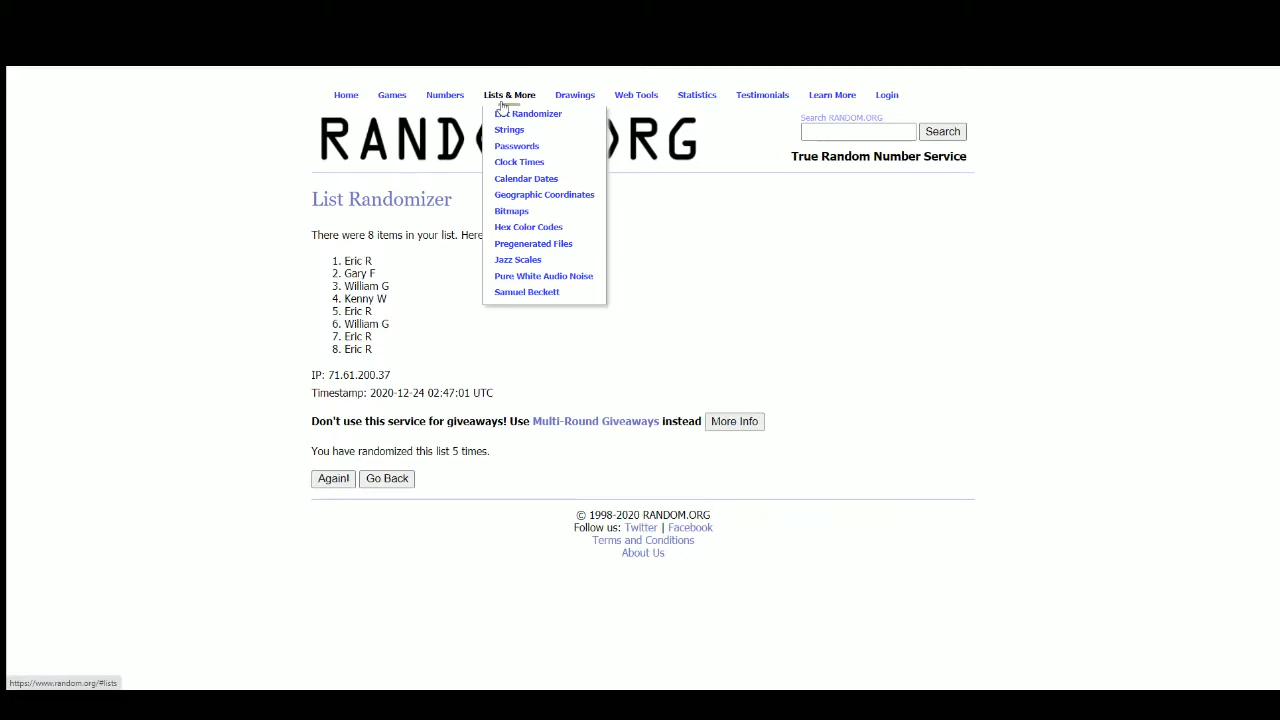 Home Games Numbers Lists & More Drawings Web Tools Statistics Testimonials Learn More Login
List Randomizer
Strings
Passwords
Clock Times
Calendar Dates
Geographic Coordinates
Bitmaps
Hex Color Codes
Pregenerated Files
Jazz Scales
Pure White Audio Noise
Samuel Beckett
Search RANDOM.ORG
Search
True Random Number Service
List Randomizer
There were 8 items in your list. Here
1. Eric R
2. Gary F
3. William G
4. Kenny W
5. Eric R
6. William G
7. Eric R
8. Eric R
IP: 71.61.200.37
Timestamp: 2020-12-24 02:47:01 UTC
Don't use this service for giveaways! Use Multi-Round Giveaways instead More Info
You have randomized this list 5 times.
Again! Go Back
© 1998-2020 RANDOM.ORG
Follow us: Twitter | Facebook
Terms and Conditions
About Us
https://www.random.org/#lists